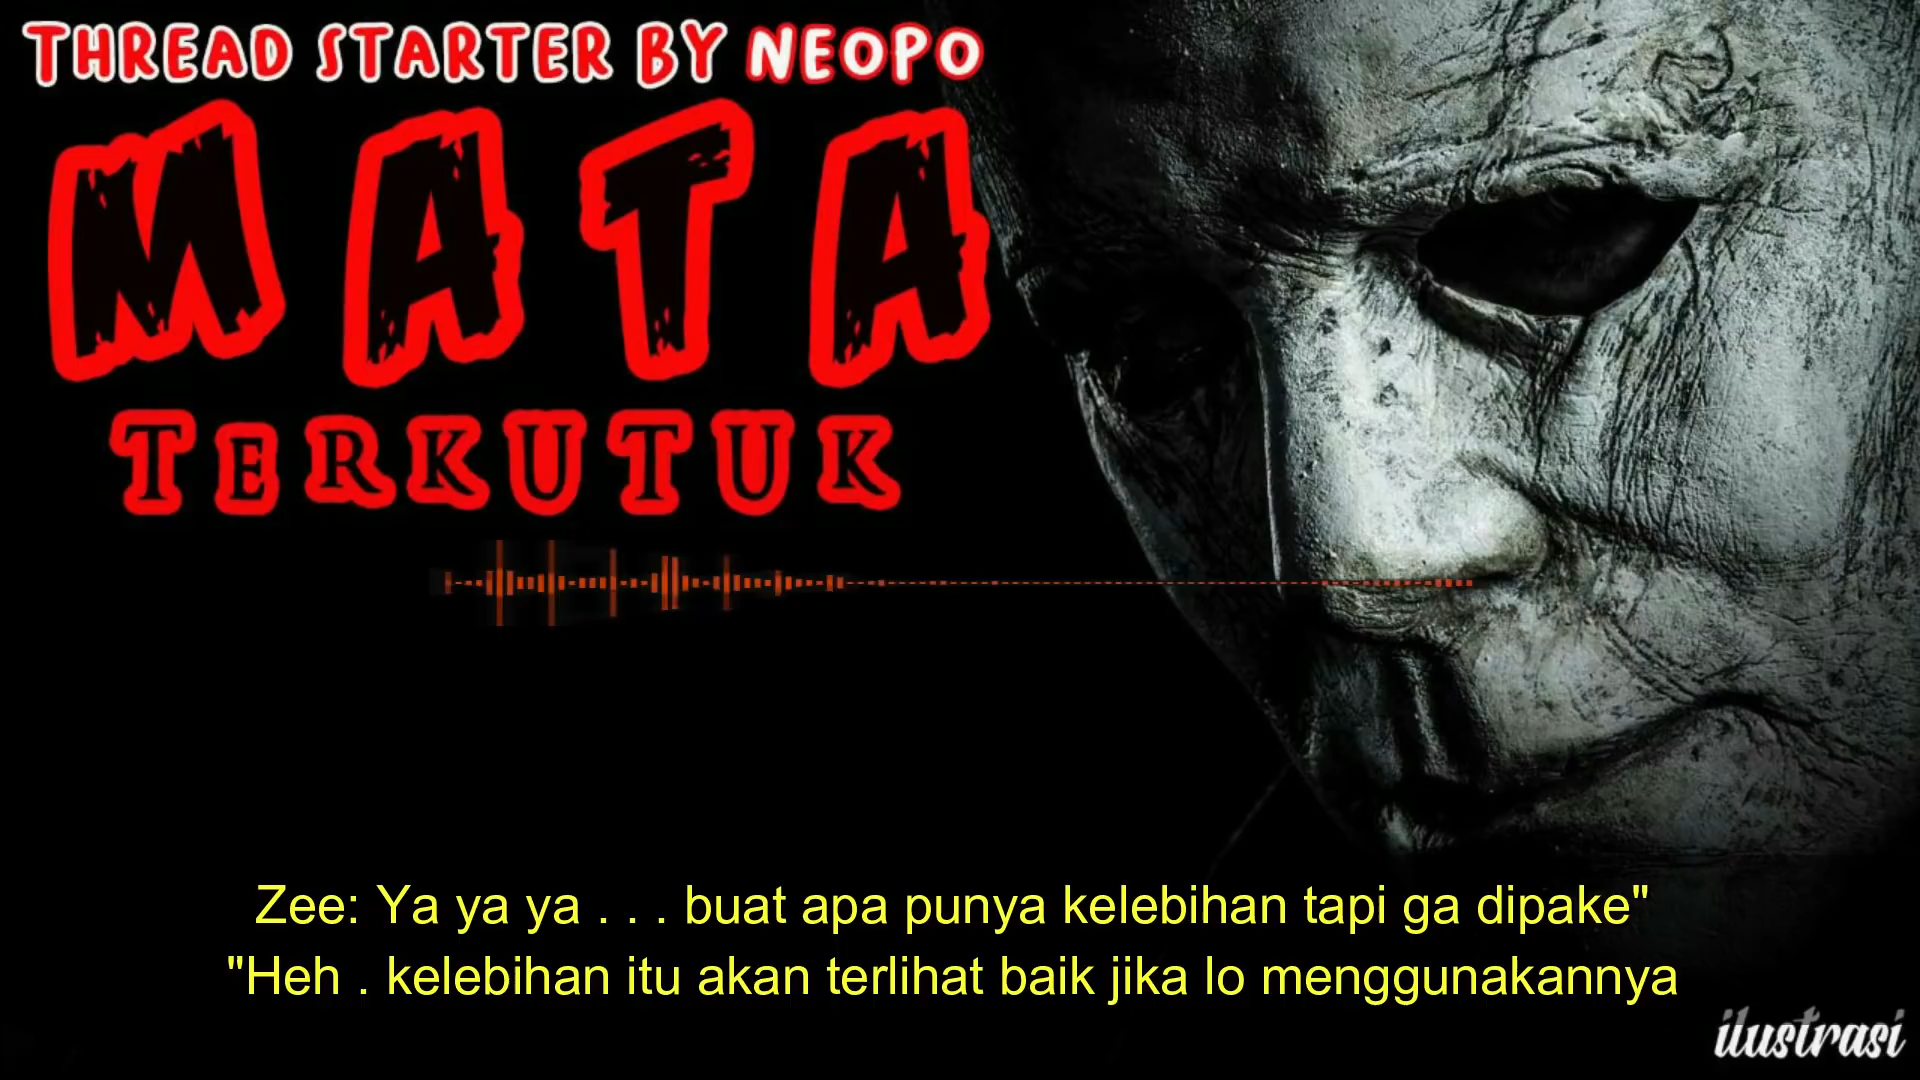 THREAD STARTER BY NEOPO
MATA
TERKUTUK
Zee: Ya ya ya . . . buat apa punya kelebihan tapi ga dipake"
"Heh . kelebihan itu akan terlihat baik jika lo menggunakannya
ilustrasi